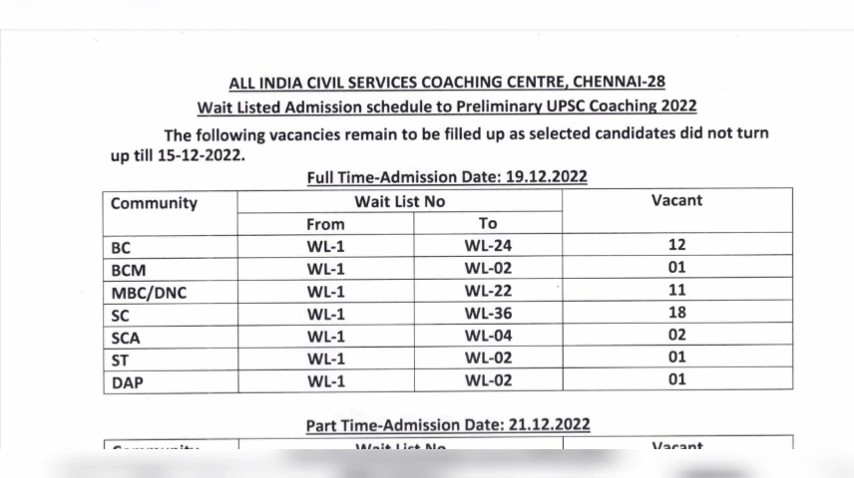 ALL INDIA CIVIL SERVICES COACHING CENTRE, CHENNAI-28
Wait Listed Admission schedule to Preliminary UPSC Coaching 2022
The following vacancies remain to be filled up as selected candidates did not turn
up till 15-12-2022.
Full Time-Admission Date: 19.12.2022
Community Wait List No Vacant
From To
BC WL-1 WL-24 12
BCM WL-1 WL-02 01
MBC/DNC WL-1 WL-22 11
SC WL-1 WL-36 18
SCA WL-1 WL-04 02
ST WL-1 WL-02 01
DAP WL-1 WL-02 01
Part Time-Admission Date: 21.12.2022
Community Wait List No Vacant